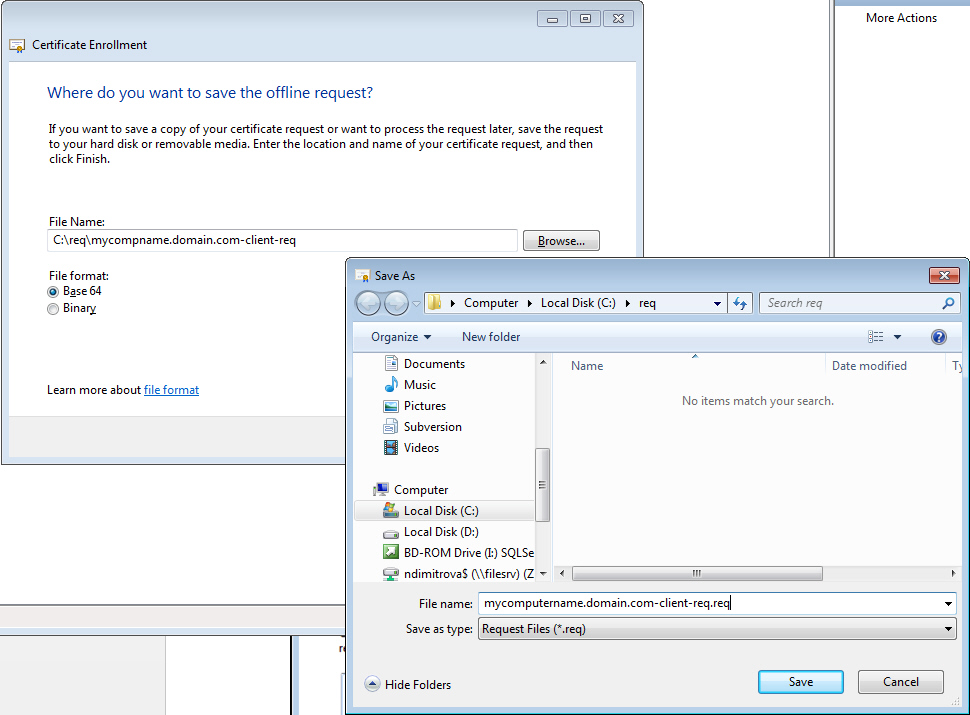 More Actions
Certificate Enrollment
Where do you want to save the offline request?
If you want to save a copy of your certificate request or want to process the request later, save the request
to your hard disk or removable media. Enter the location and name of your certificate request, and then
click Finish.
File Name:
C:\req\mycompname.domain.com-client-req
Browse...
File format:
Base 64
Binary
Learn more about file format
Save As
Computer
Local Disk (C:)
req
Search req
Organize
New folder
Documents
Music
Pictures
Subversion
Videos
Computer
Local Disk (C:)
Local Disk (D:)
BD-ROM Drive (I:) SQLSe
ndimitrova$ (\\filesrv) (Z
Name
Date modified
Ty
No items match your search.
File name:
mycomputername.domain.com-client-req.req
Save as type:
Request Files (*.req)
Hide Folders
Save
Cancel